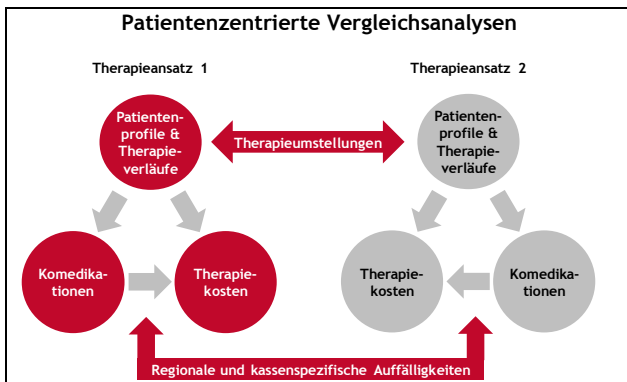 Patientenzentrierte Vergleichsanalysen
Therapieansatz 1
Therapieansatz 2
Patienten-
profile &
Therapie-
verläufe
Therapieumstellungen
Patienten-
profile &
Therapie-
verläufe
Komedika-
tionen
Therapie-
kosten
Therapie-
kosten
Komedika-
tionen
Regionale und kassenspezifische Auffälligkeiten